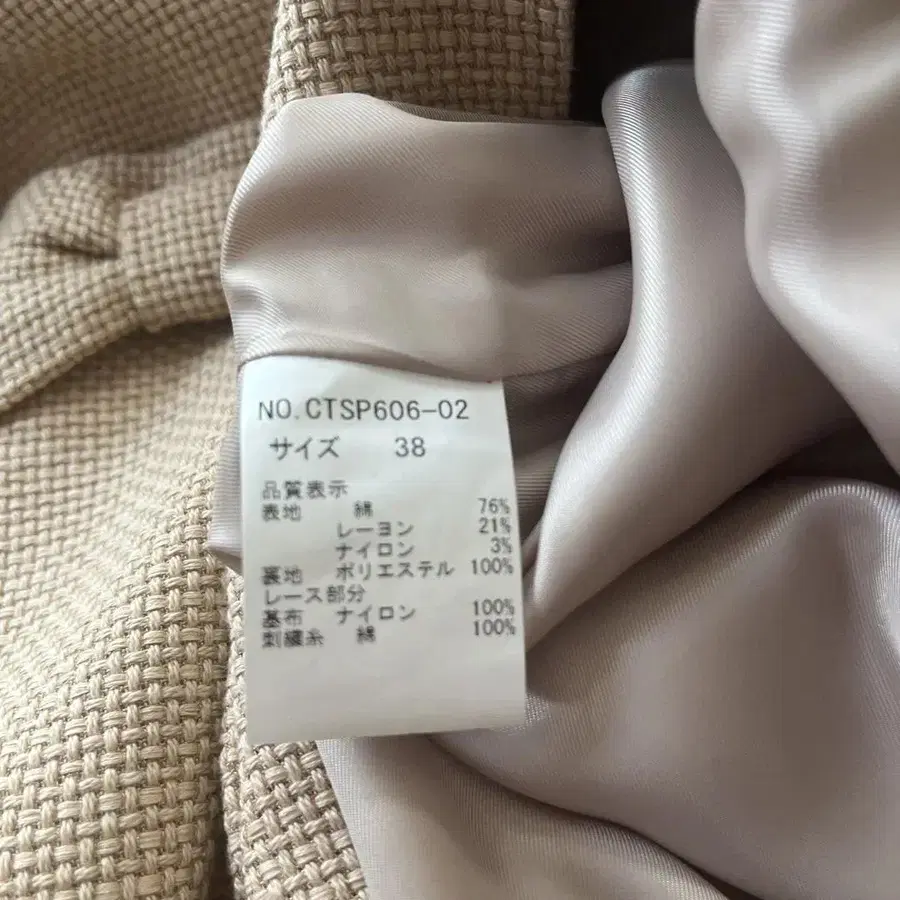 NO.CTSP606-02
サイズ 38
品質表示
表地 綿 76%
レーヨン 21%
ナイロン 3%
裏地 ポリエステル 100%
レース部分
基布 ナイロン 100%
刺繍糸 綿 100%